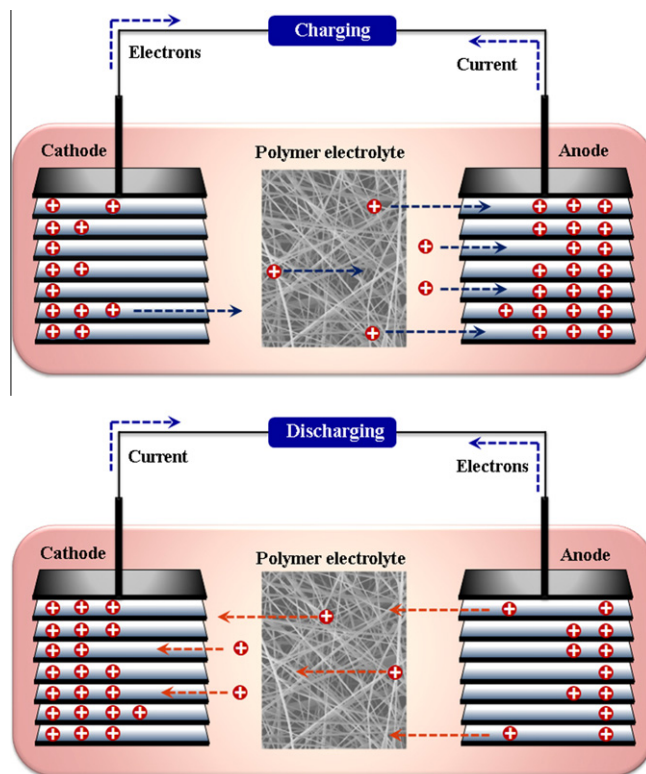 Charging
Electrons
Current
Cathode
Polymer electrolyte
Anode
Discharging
Current
Electrons
Cathode
Polymer electrolyte
Anode